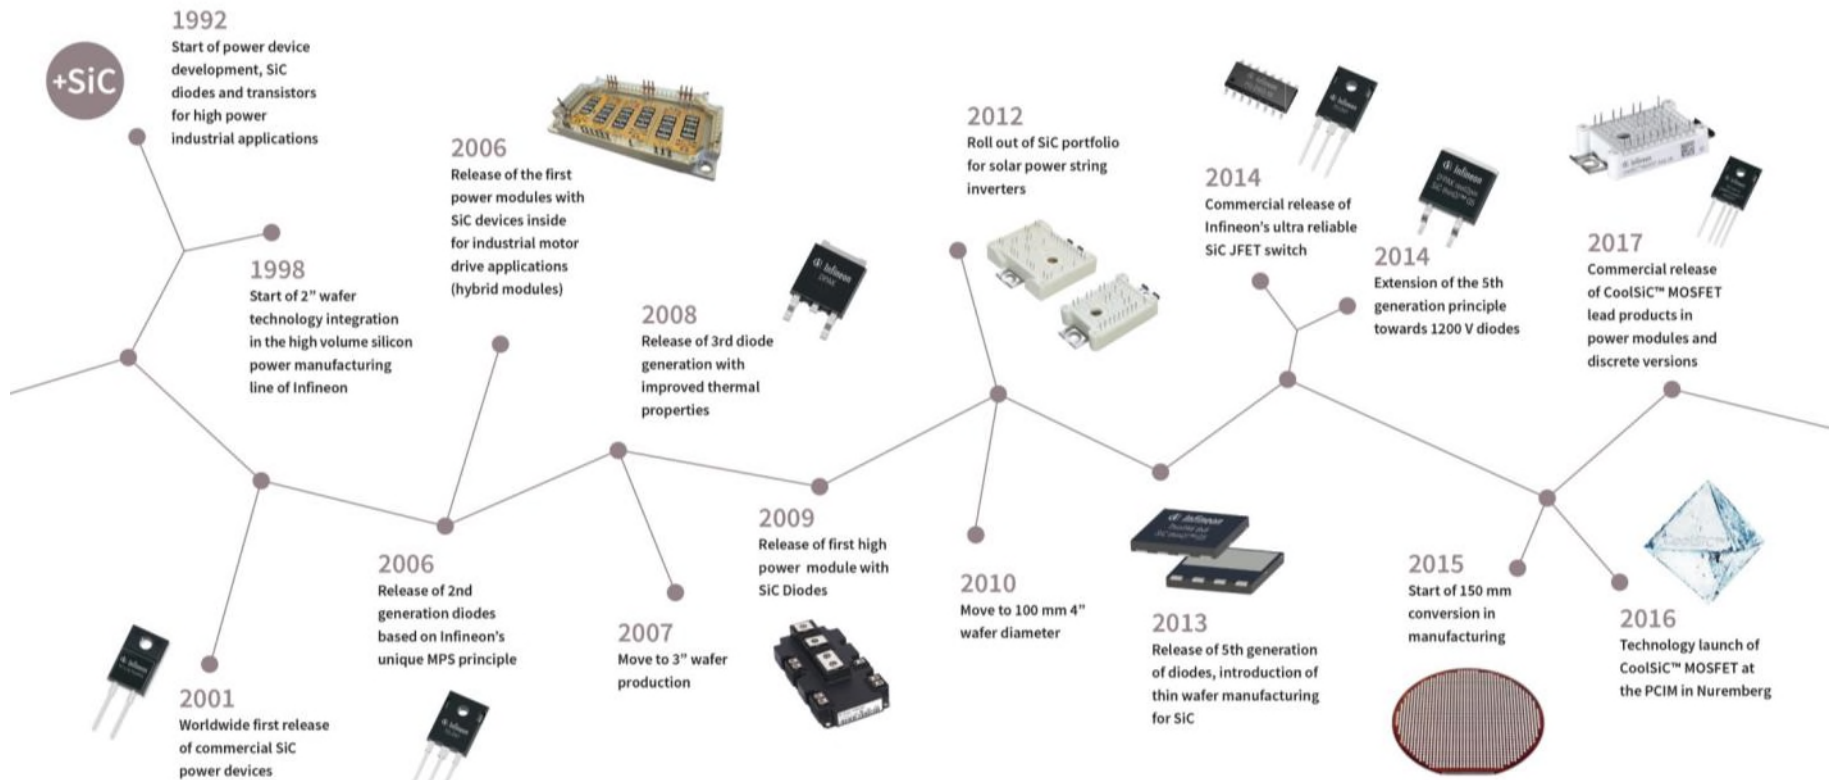 +SiC
1992
Start of power device
development, SiC
diodes and transistors
for high power
industrial applications
1998
Start of 2” wafer
technology integration
in the high volume silicon
power manufacturing
line of Infineon
2001
Worldwide first release
of commercial SiC
power devices
2006
Release of the first
power modules with
SiC devices inside
for industrial motor
drive applications
(hybrid modules)
2006
Release of 2nd
generation diodes
based on Infineon’s
unique MPS principle
2007
Move to 3” wafer
production
2008
Release of 3rd diode
generation with
improved thermal
properties
Infineon
DPAK
2009
Release of first high
power module with
SiC Diodes
2012
Roll out of SiC portfolio
for solar power string
inverters
2010
Move to 100 mm 4”
wafer diameter
2013
Release of 5th generation
of diodes, introduction of
thin wafer manufacturing
for SiC
Infineon
2014
Commercial release of
Infineon’s ultra reliable
SiC JFET switch
Infineon
2014
Extension of the 5th
generation principle
towards 1200 V diodes
2015
Start of 150 mm
conversion in
manufacturing
2016
Technology launch of
CoolSiC™ MOSFET at
the PCIM in Nuremberg
2017
Commercial release
of CoolSiC™ MOSFET
lead products in
power modules and
discrete versions